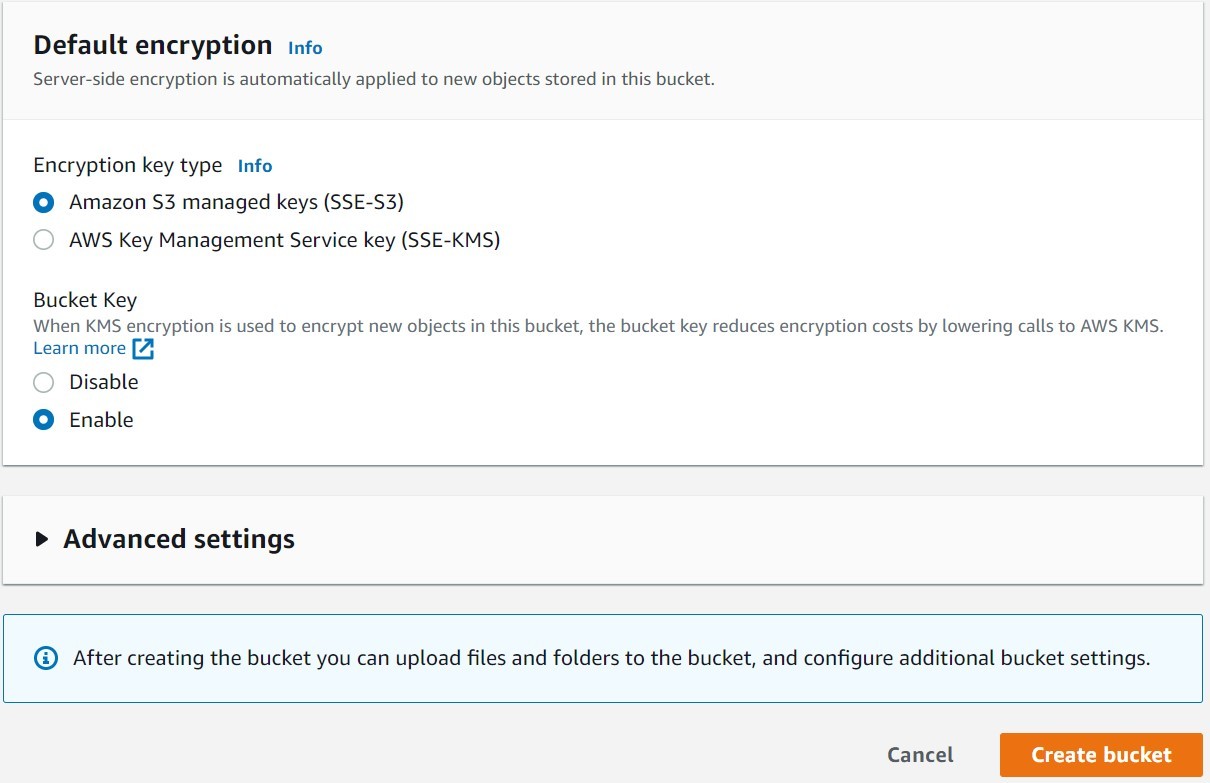 Default encryption Info
Server-side encryption is automatically applied to new objects stored in this bucket.
Encryption key type Info
Amazon S3 managed keys (SSE-S3)
AWS Key Management Service key (SSE-KMS)
Bucket Key
When KMS encryption is used to encrypt new objects in this bucket, the bucket key reduces encryption costs by lowering calls to AWS KMS.
Learn more
Disable
Enable
Advanced settings
After creating the bucket you can upload files and folders to the bucket, and configure additional bucket settings.
Cancel Create bucket